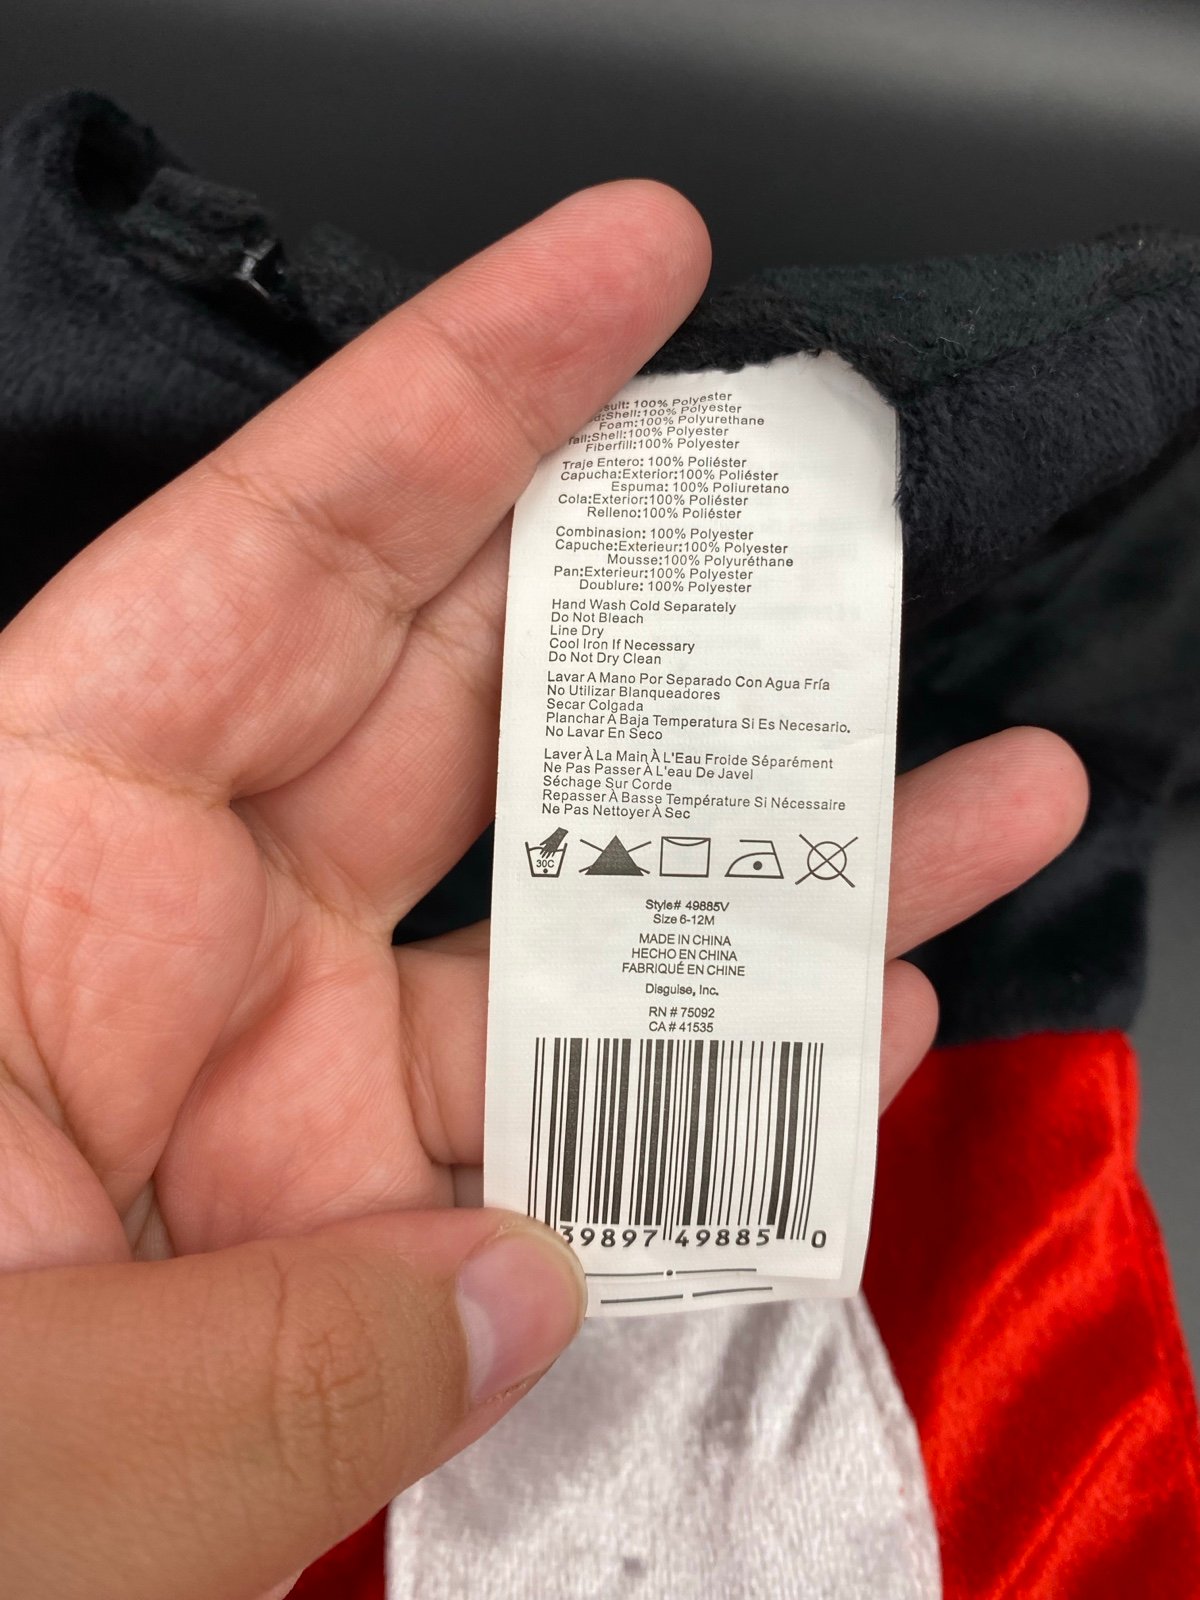 100% Polyester
Shell:100% Polyester
Foam:100% Polyurethane
Tail:Shell:100% Polyester
Fiberfill:100% Polyester
Traje Entero: 100% Poliéster
Capucha:Exterior:100% Poliéster
Espuma: 100% Poliuretano
Cola:Exterior:100% Poliéster
Relleno:100% Poliéster
Combinasion: 100% Polyester
Capuche:Exterieur:100% Polyester
Mousse:100% Polyuréthane
Pan:Exterieur:100% Polyester
Doublure: 100% Polyester
Hand Wash Cold Separately
Do Not Bleach
Line Dry
Cool Iron If Necessary
Do Not Dry Clean
Lavar A Mano Por Separado Con Agua Fría
No Utilizar Blanqueadores
Secar Colgada
Planchar A Baja Temperatura Si Es Necesario.
No Lavar En Seco
Laver À La Main À L'Eau Froide Séparément
Ne Pas Passer À L'eau De Javel
Séchage Sur Corde
Repasser À Basse Température Si Nécessaire
Ne Pas Nettoyer À Sec
30C
Style# 49885V
Size 6-12M
MADE IN CHINA
HECHO EN CHINA
FABRIQUÉ EN CHINE
Disguise, Inc.
RN # 75092
CA # 41535
39897 49885 0